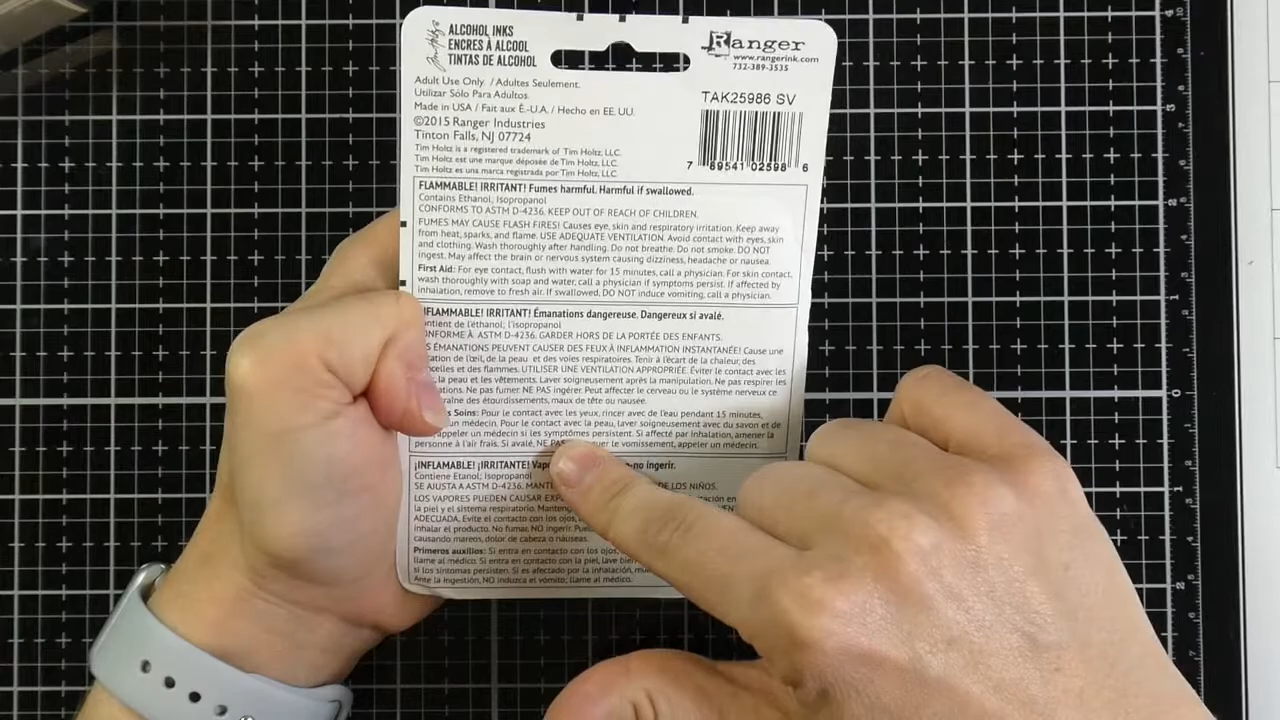 Tim Holtz
ALCOHOL INKS
ENCRES À ALCOOL
TINTAS DE ALCOHOL
Ranger
www.rangerink.com
732-389-3535
Adult Use Only / Adultes Seulement.
Utilizar Sólo Para Adultos.
Made in USA / Fait aux É.-U.A. / Hecho en EE. UU.
©2015 Ranger Industries
Tinton Falls, NJ 07724
Tim Holtz is a registered trademark of Tim Holtz, LLC.
Tim Holtz est une marque déposée de Tim Holtz, LLC.
Tim Holtz es una marca registrada por Tim Holtz, LLC.
TAK25986 SV
7 89541 02598 6
FLAMMABLE! IRRITANT! Fumes harmful. Harmful if swallowed.
Contains Ethanol; Isopropanol
CONFORMS TO ASTM D-4236. KEEP OUT OF REACH OF CHILDREN.
FUMES MAY CAUSE FLASH FIRES! Causes eye, skin and respiratory irritation. Keep away
from heat, sparks, and flame. USE ADEQUATE VENTILATION. Avoid contact with eyes, skin
and clothing. Wash thoroughly after handling. Do not breathe. Do not smoke. DO NOT
ingest. May affect the brain or nervous system causing dizziness, headache or nausea.
First Aid: For eye contact, flush with water for 15 minutes, call a physician. For skin contact,
wash thoroughly with soap and water, call a physician if symptoms persist. If affected by
inhalation, remove to fresh air. If swallowed, DO NOT induce vomiting, call a physician.
INFLAMMABLE! IRRITANT! Émanations dangereuse. Dangereux si avalé.
ontient de l'éthanol; l'isopropanol
ONFORME À ASTM D-4236. GARDER HORS DE LA PORTÉE DES ENFANTS.
S ÉMANATIONS PEUVENT CAUSER DES FEUX À INFLAMMATION INSTANTANÉE! Cause une
tation de l'œil, de la peau et des voies respiratoires. Tenir à l'écart de la chaleur, des
ncelles et des flammes. UTILISER UNE VENTILATION APPROPRIÉE. Éviter le contact avec les
, la peau et les vêtements. Laver soigneusement après la manipulation. Ne pas respirer les
ations. Ne pas fumer. NE PAS ingérer. Peut affecter le cerveau ou le système nerveux ce
raîne des étourdissements, maux de tête ou nausée.
s Soins: Pour le contact avec les yeux, rincer avec de l'eau pendant 15 minutes,
un médecin. Pour le contact avec la peau, laver soigneusement avec du savon et de
appeler un médecin si les symptômes persistent. Si affecté par inhalation, amener la
personne à l'air frais. Si avalé, NE PAS quer le vomissement, appeler un médecin.
¡INFLAMABLE! ¡IRRITANTE! Vapo no ingerir.
Contiene Etanol; Isopropanol
SE AJUSTA A ASTM D-4236. MANTE DE LOS NIÑOS.
LOS VAPORES PUEDEN CAUSAR EXP itación en
la piel y el sistema respiratorio. Manteng
ADECUADA. Evite el contacto con los ojos,
inhalar el producto. No fumar. NO ingerir. Pue
causando mareos, dolor de cabeza o náuseas.
Primeros auxilios: Si entra en contacto con los ojos,
llame al médico. Si entra en contacto con la piel, lave bien
si los síntomas persisten. Si es afectado por la inhalación, mu
Ante la ingestión, NO induzca el vómito; llame al médico.
4
3
2
1
0
1
2